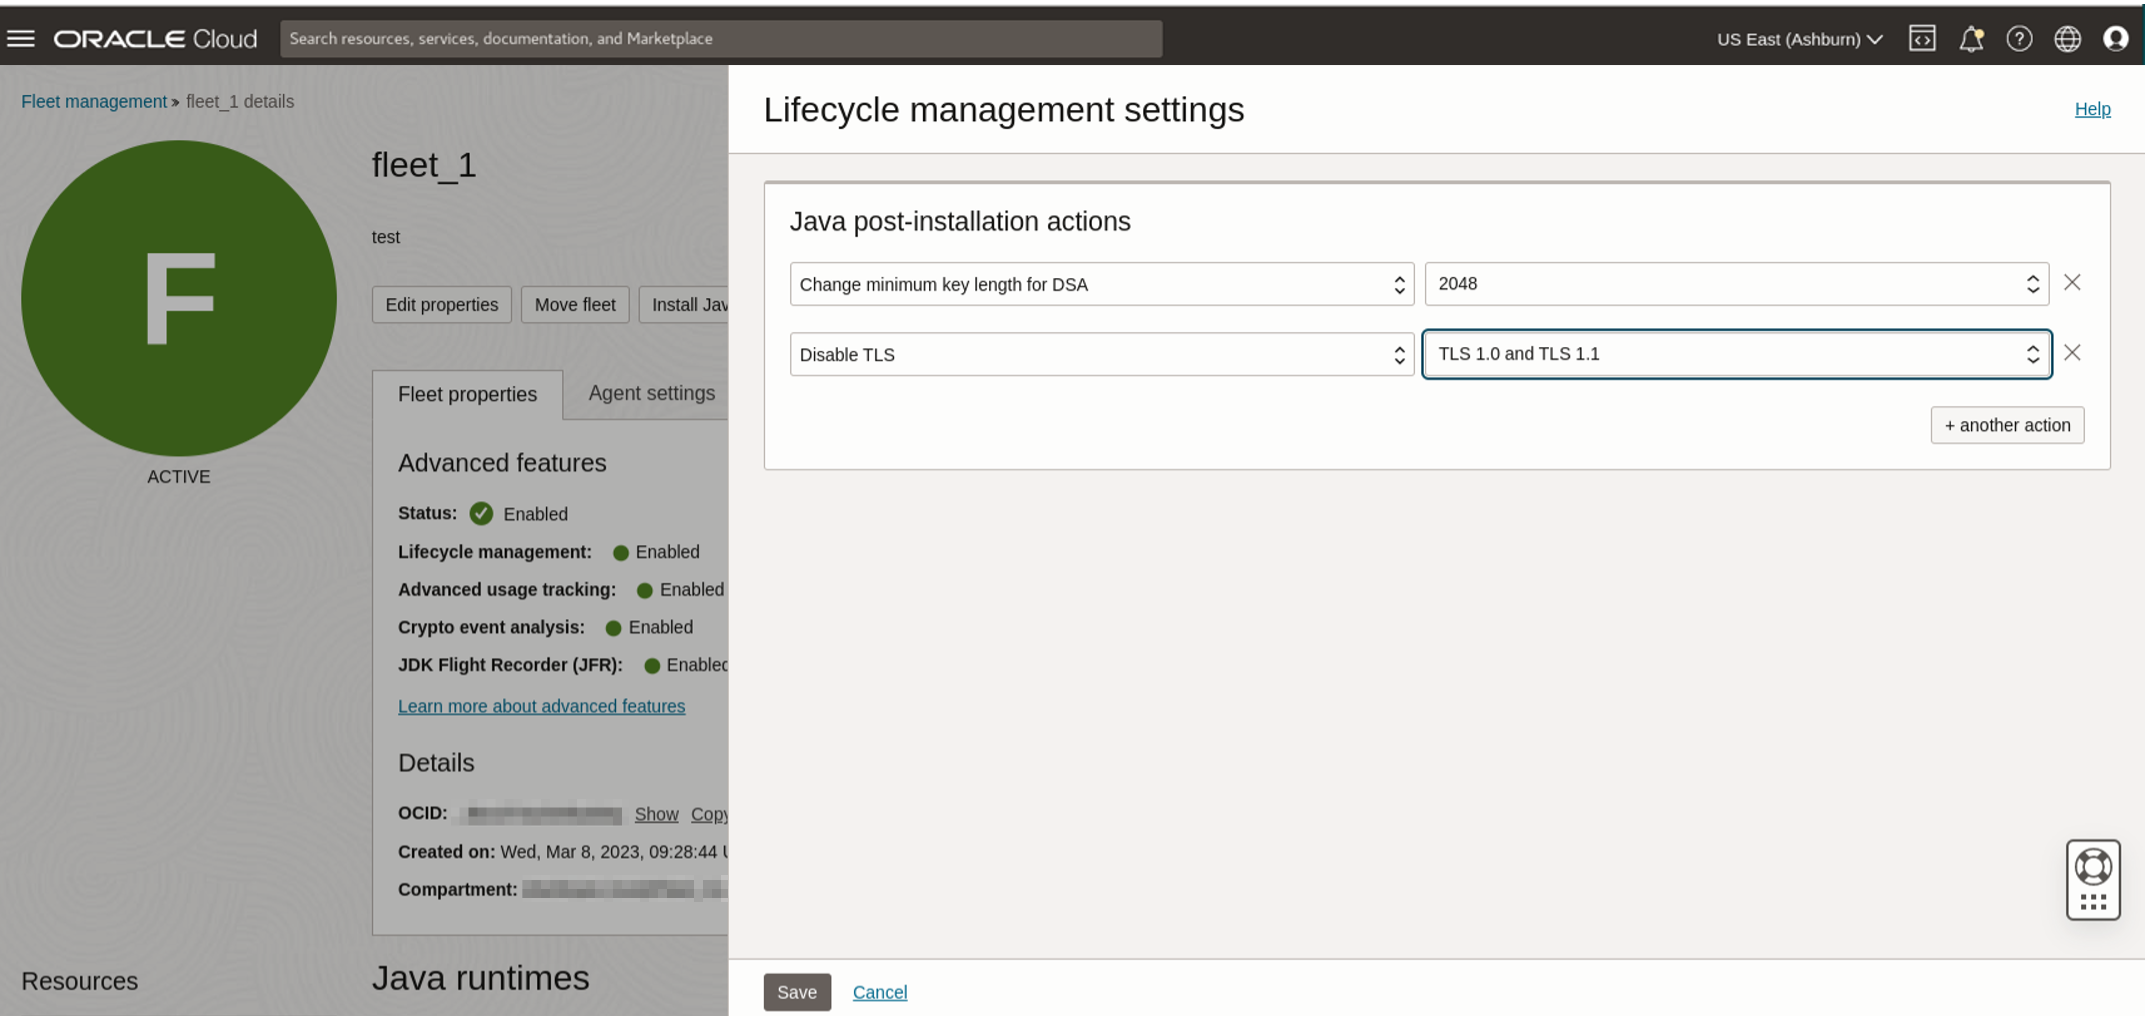 ORACLE Cloud
Search resources, services, documentation, and Marketplace
US East (Ashburn)
Fleet management » fleet_1 details
F
ACTIVE
Resources
fleet_1
test
Edit properties Move fleet Install Jav
Fleet properties Agent settings
Advanced features
Status: Enabled
Lifecycle management: Enabled
Advanced usage tracking: Enabled
Crypto event analysis: Enabled
JDK Flight Recorder (JFR): Enabled
Learn more about advanced features
Details
OCID: Show Copy
Created on: Wed, Mar 8, 2023, 09:28:44 U
Compartment:
Java runtimes
Lifecycle management settings
Help
Java post-installation actions
Change minimum key length for DSA 2048
Disable TLS TLS 1.0 and TLS 1.1
+ another action
Save Cancel